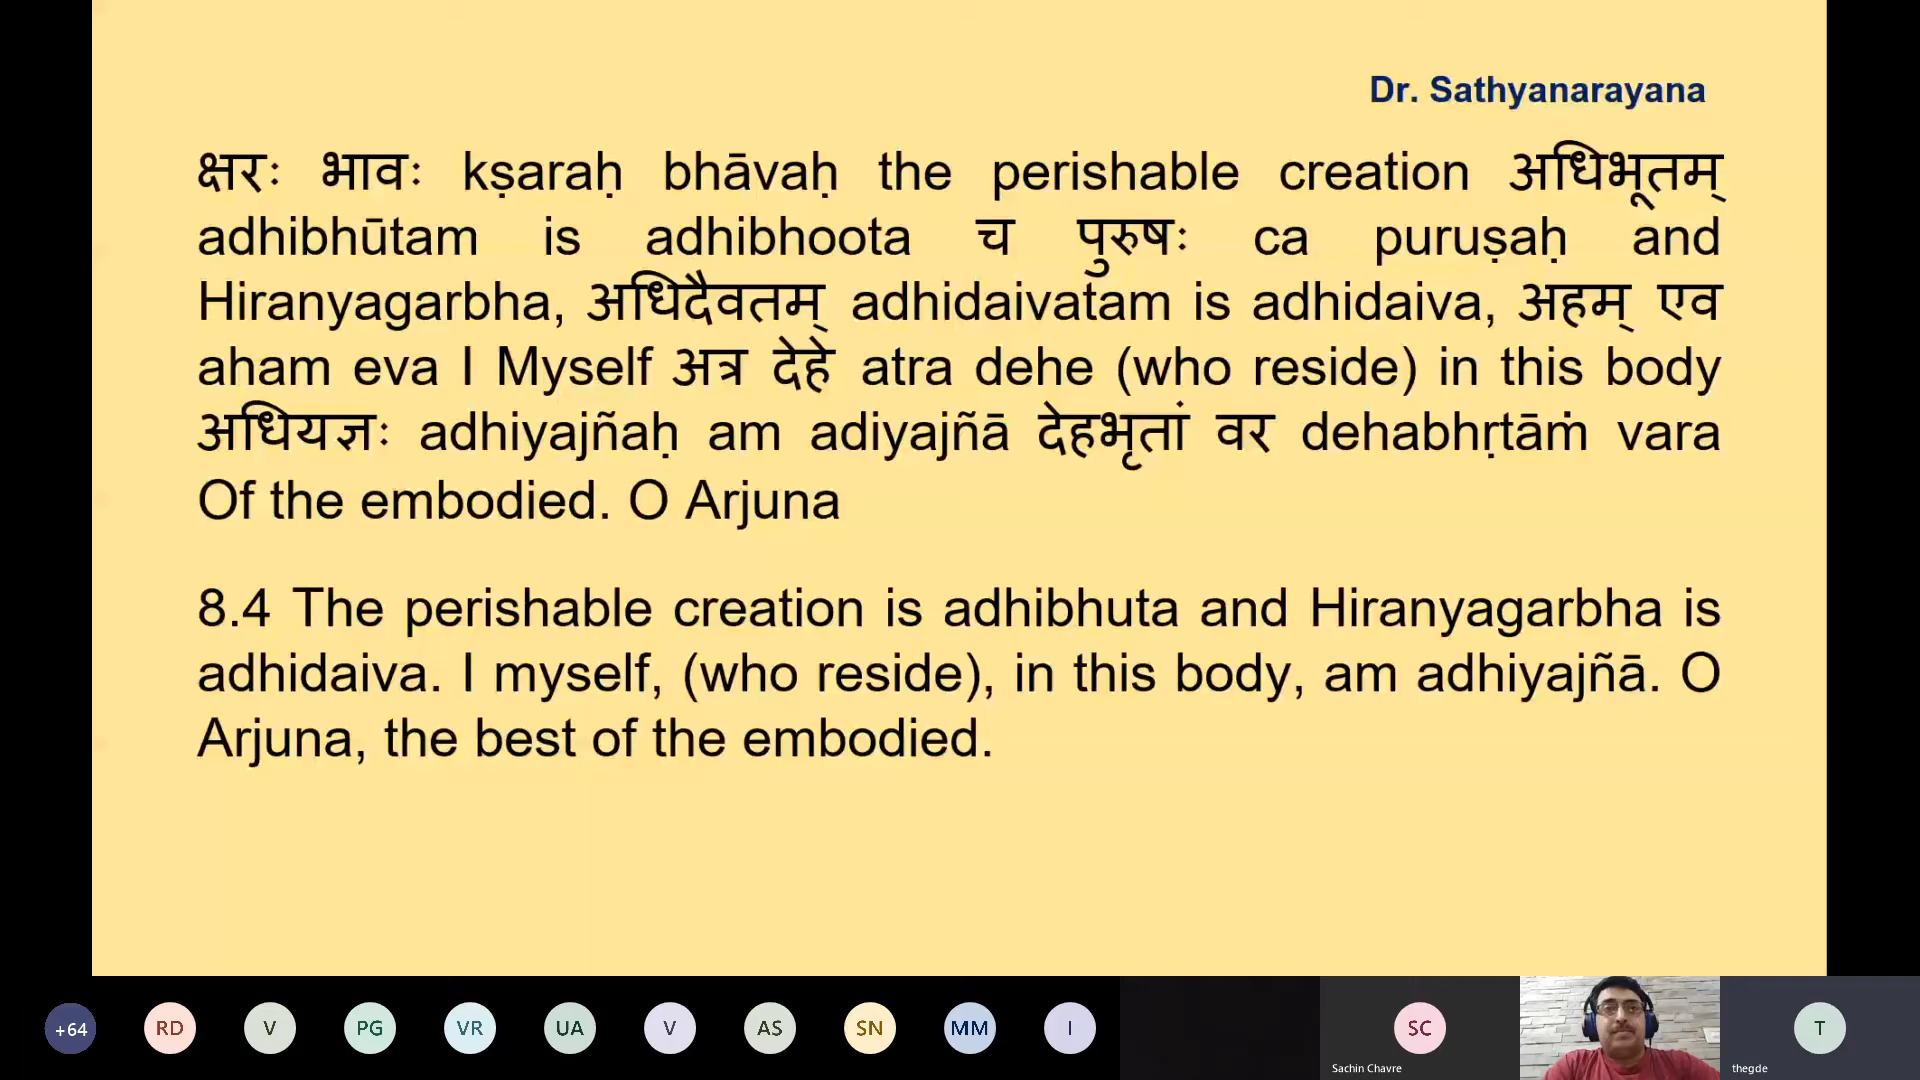 Dr. Sathyanarayana
क्षरः भावः kṣaraḥ bhāvaḥ the perishable creation अधिभूतम्
adhibhūtam is adhibhoota च पुरुषः ca puruṣaḥ and
Hiranyagarbha, अधिदैवतम् adhidaivatam is adhidaiva, अहम् एव
aham eva I Myself अत्र देहे atra dehe (who reside) in this body
अधियज्ञः adhiyajñaḥ am adiyajñā देहभृतां वर dehabhṛtāṁ vara
Of the embodied. O Arjuna
8.4 The perishable creation is adhibhuta and Hiranyagarbha is
adhidaiva. I myself, (who reside), in this body, am adhiyajñā. O
Arjuna, the best of the embodied.
+64 RD V PG VR UA V AS SN MM I SC T
Sachin Chavre thegde